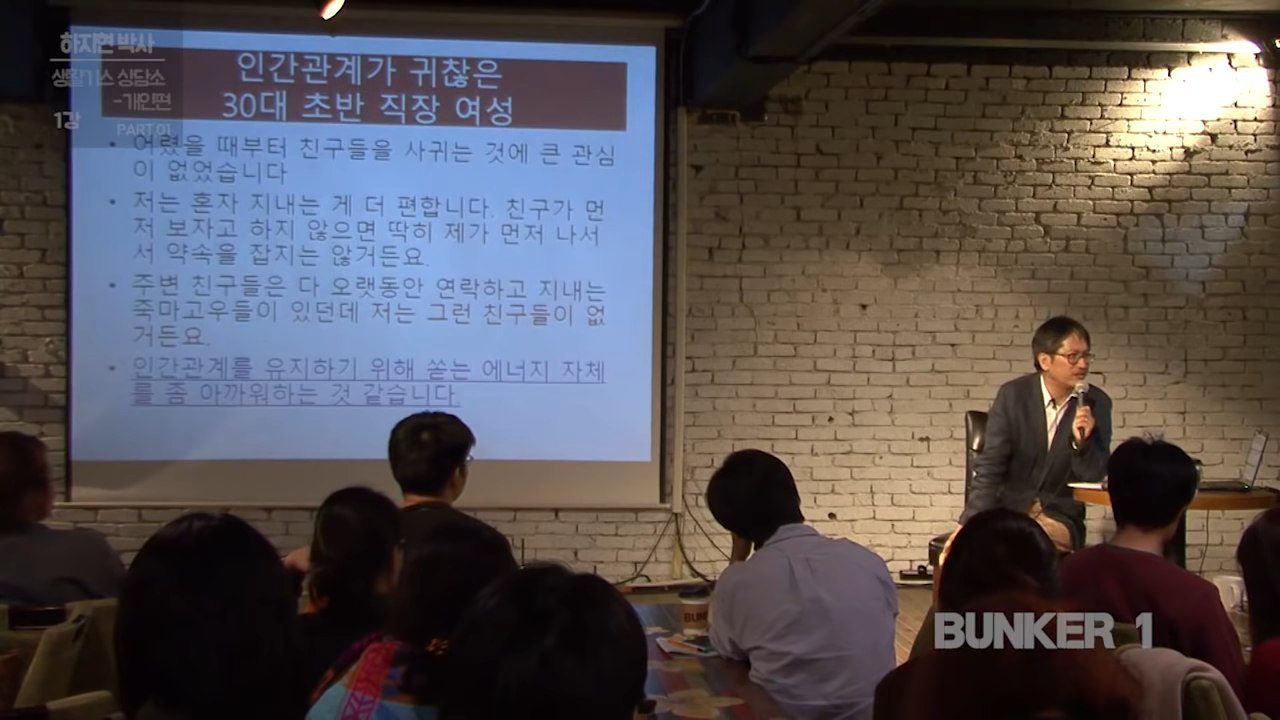 하지현 박사
생활기스 상담소
-개인편
1강
PART 01
인간관계가 귀찮은
30대 초반 직장 여성
• 어렸을 때부터 친구들을 사귀는 것에 큰 관심
이 없었습니다
• 저는 혼자 지내는 게 더 편합니다. 친구가 먼
저 보자고 하지 않으면 딱히 제가 먼저 나서
서 약속을 잡지는 않거든요.
• 주변 친구들은 다 오랫동안 연락하고 지내는
죽마고우들이 있던데 저는 그런 친구들이 없
거든요.
• 인간관계를 유지하기 위해 쏟는 에너지 자체
를 좀 아까워하는 것 같습니다.
BUNKER 1